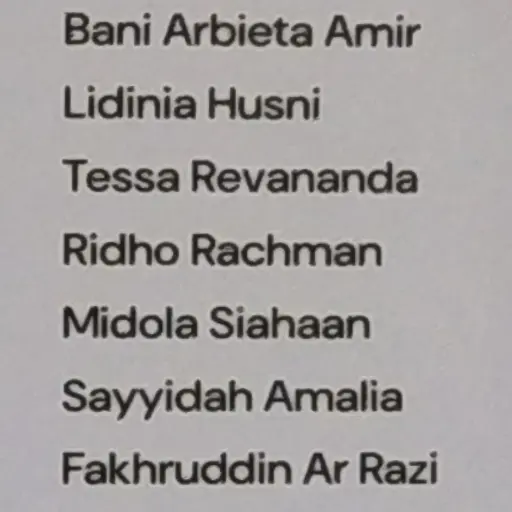 Bani Arbieta Amir
Lidinia Husni
Tessa Revananda
Ridho Rachman
Midola Siahaan
Sayyidah Amalia
Fakhruddin Ar Razi